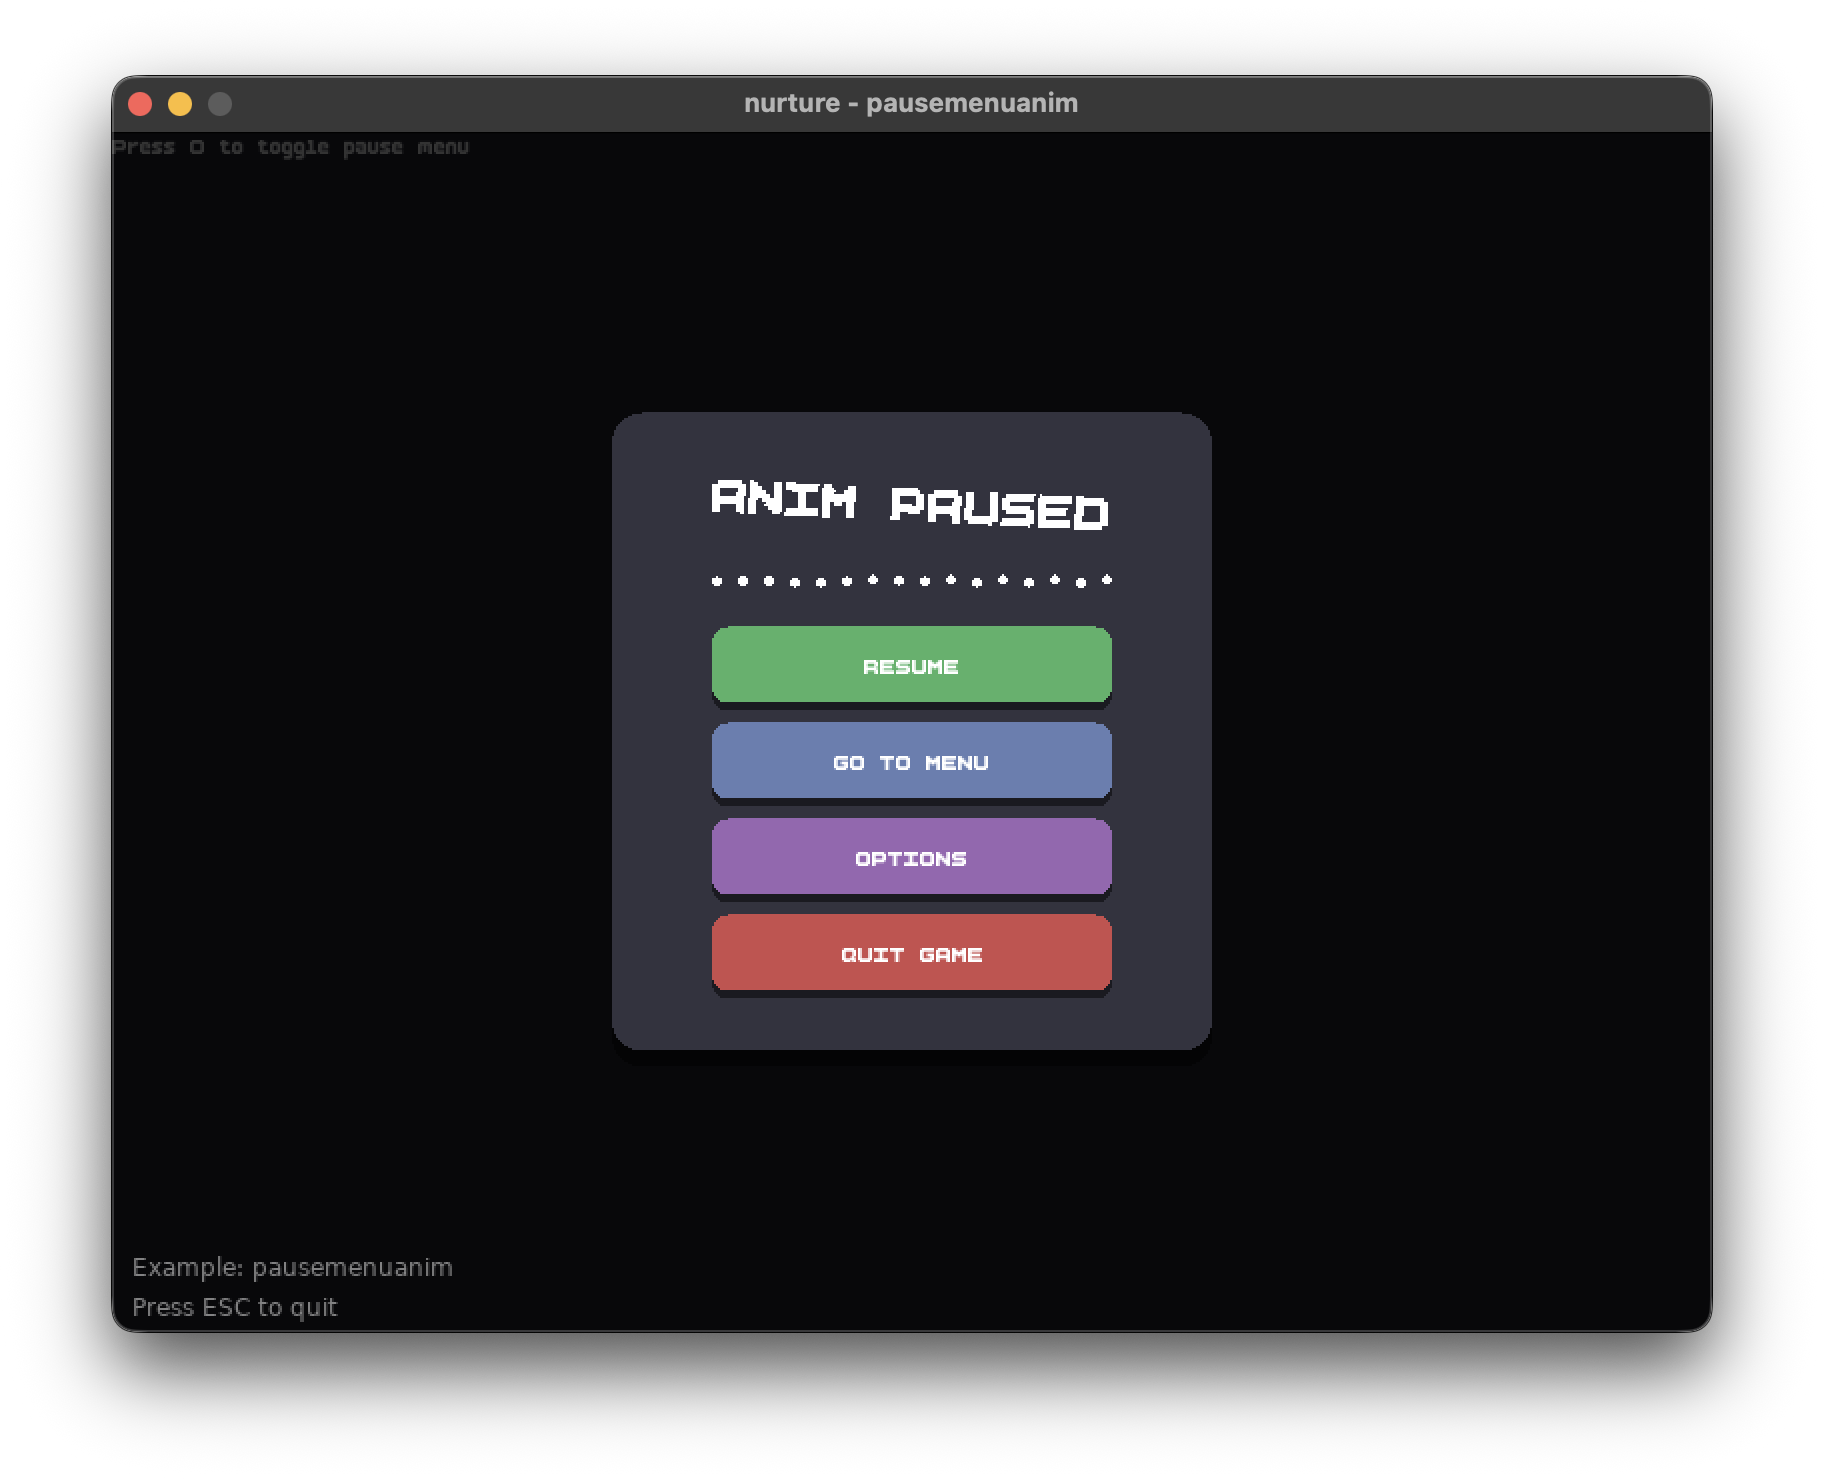 nurture - pausemenuanim
Press O to toggle pause menu
ANIM PAUSED
RESUME
GO TO MENU
OPTIONS
QUIT GAME
Example: pausemenuanim
Press ESC to quit